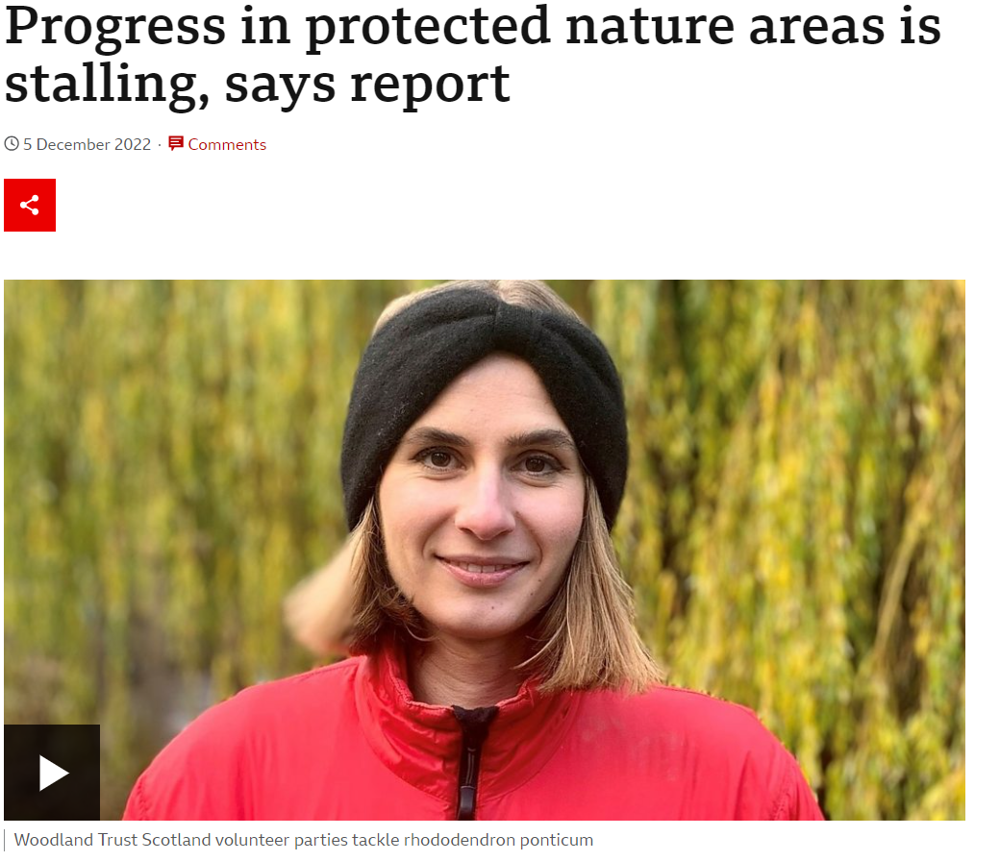 Progress in protected nature areas is
stalling, says report
5 December 2022 · Comments
Woodland Trust Scotland volunteer parties tackle rhododendron ponticum